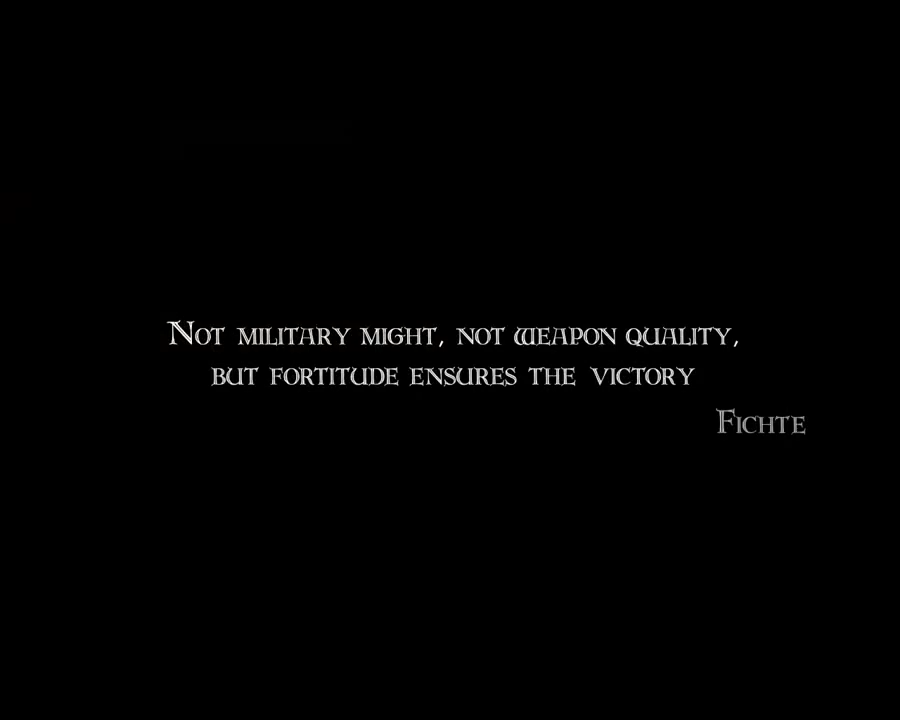 Not military might, not weapon quality,
but fortitude ensures the victory
Fichte